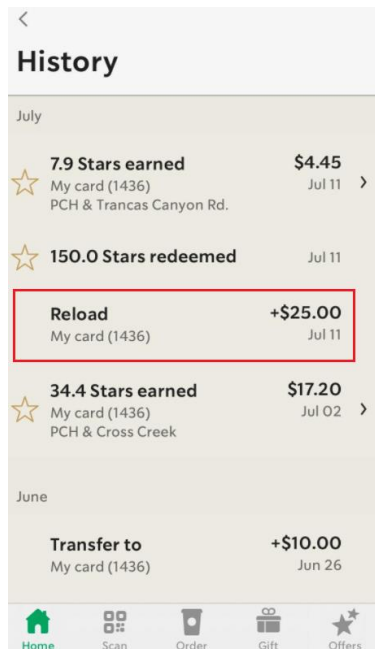 History
July
7.9 Stars earned $4.45
My card (1436) Jul 11
PCH & Trancas Canyon Rd.
150.0 Stars redeemed Jul 11
Reload +$25.00
My card (1436) Jul 11
34.4 Stars earned $17.20
My card (1436) Jul 02
PCH & Cross Creek
June
Transfer to +$10.00
My card (1436) Jun 26
Home Scan Order Gift Offers